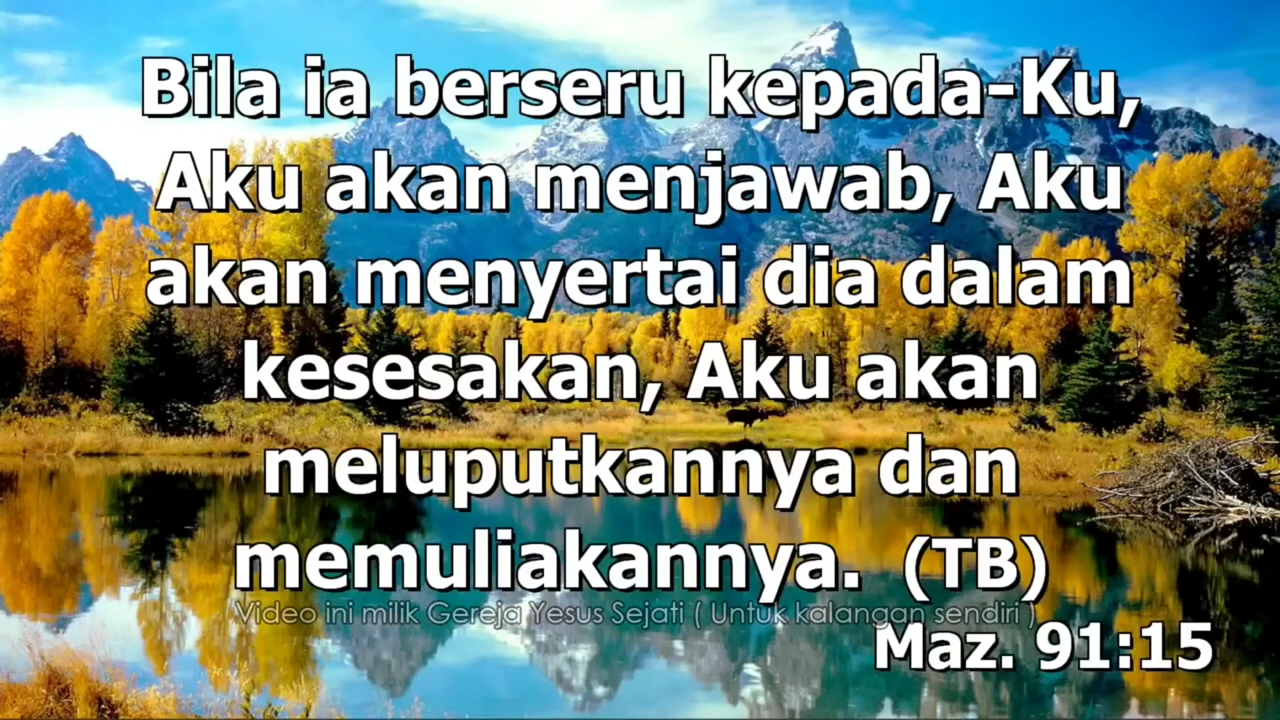 Bila ia berseru kepada-Ku,
Aku akan menjawab, Aku
akan menyertai dia dalam
kesesakan, Aku akan
meluputkannya dan
memuliakannya. (TB)
Video ini milik Gereja Yesus Sejati ( Untuk kalangan sendiri )
Maz. 91:15